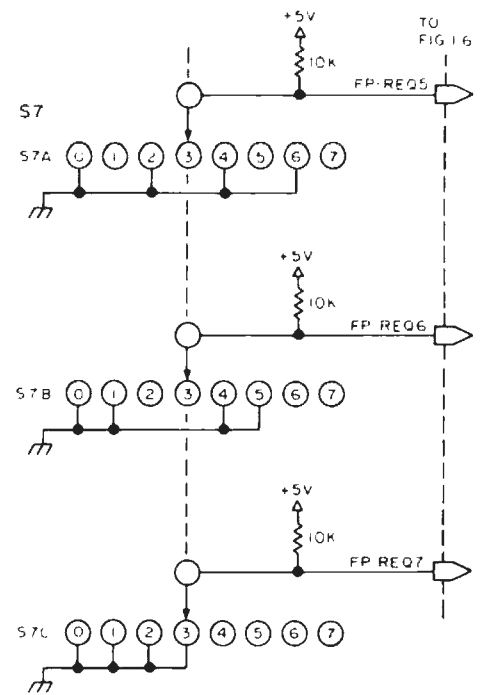 +5V
TO
FIG 1.6
10K
FP-REQ5
S7
S7A 0 1 2 3 4 5 6 7
+5V
10K
FP REQ6
S7B 0 1 2 3 4 5 6 7
+5V
10K
FP REQ7
S7C 0 1 2 3 4 5 6 7